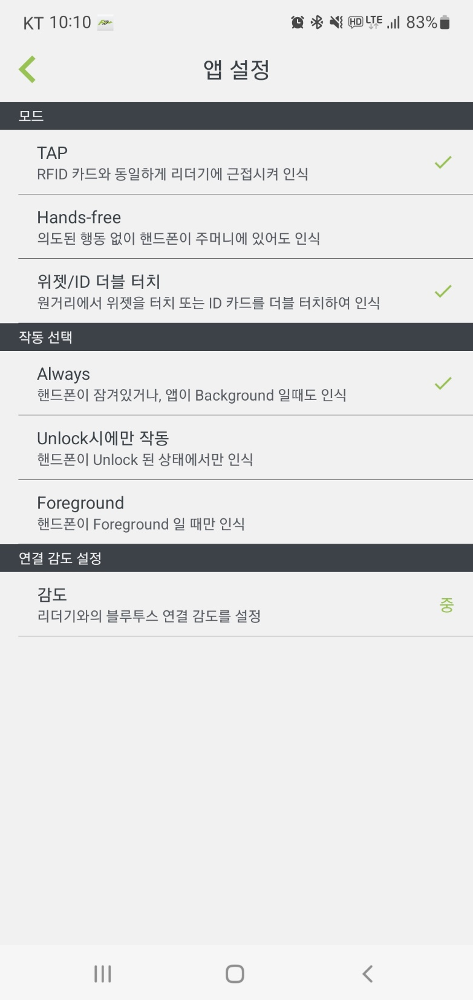 KT 10:10 HD LTE 83%
앱 설정
모드
TAP
RFID 카드와 동일하게 리더기에 근접시켜 인식
Hands-free
의도된 행동 없이 핸드폰이 주머니에 있어도 인식
위젯/ID 더블 터치
원거리에서 위젯을 터치 또는 ID 카드를 더블 터치하여 인식
작동 선택
Always
핸드폰이 잠겨있거나, 앱이 Background 일때도 인식
Unlock시에만 작동
핸드폰이 Unlock 된 상태에서만 인식
Foreground
핸드폰이 Foreground 일 때만 인식
연결 감도 설정
감도
중
리더기와의 블루투스 연결 감도를 설정